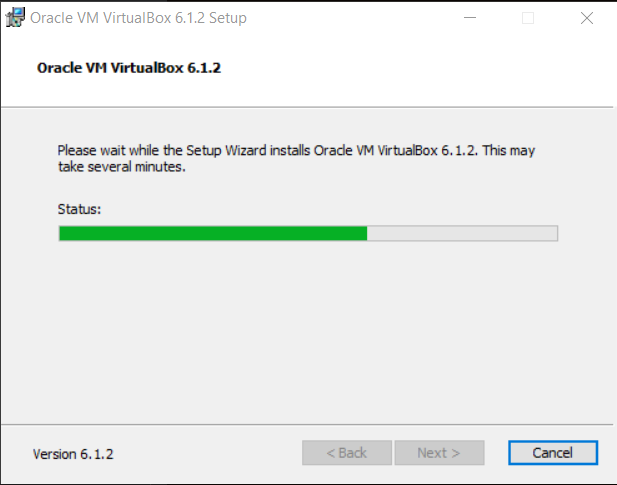 Oracle VM VirtualBox 6.1.2 Setup
Oracle VM VirtualBox 6.1.2
Please wait while the Setup Wizard installs Oracle VM VirtualBox 6.1.2. This may
take several minutes.
Status:
Version 6.1.2
< Back
Next >
Cancel